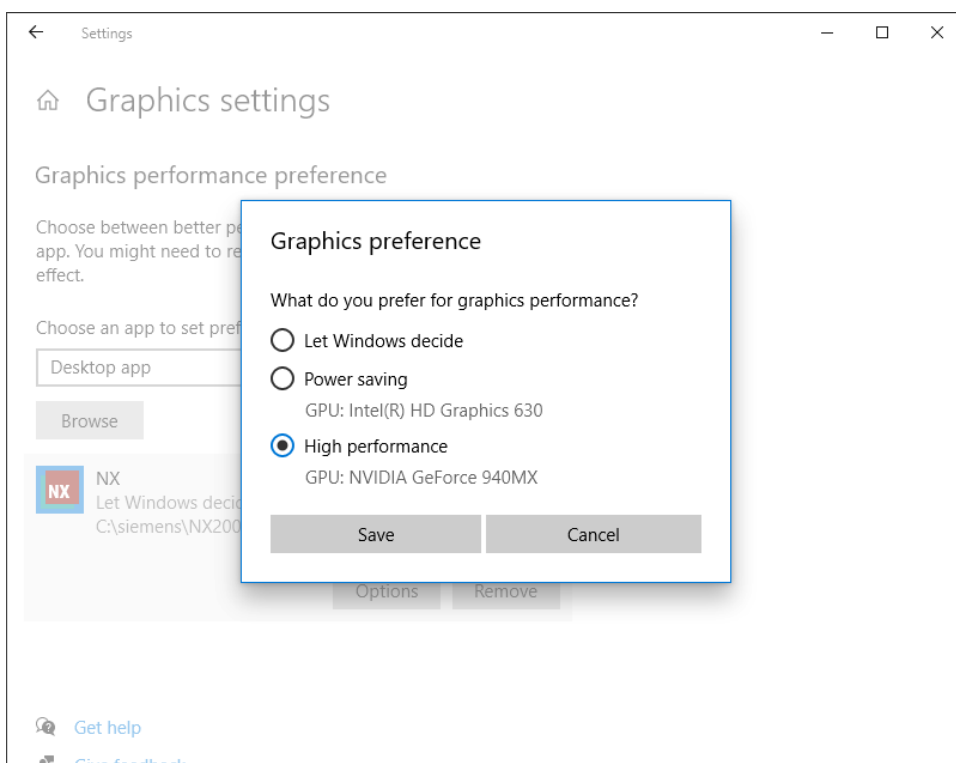 Settings
Graphics settings
Graphics performance preference
Choose between better pe
app. You might need to re
effect.
Choose an app to set pref
Desktop app
Browse
NX
NX
Let Windows decid
C:\siemens\NX200
Options
Remove
Graphics preference
What do you prefer for graphics performance?
Let Windows decide
Power saving
GPU: Intel(R) HD Graphics 630
High performance
GPU: NVIDIA GeForce 940MX
Save
Cancel
Get help
Give feedback